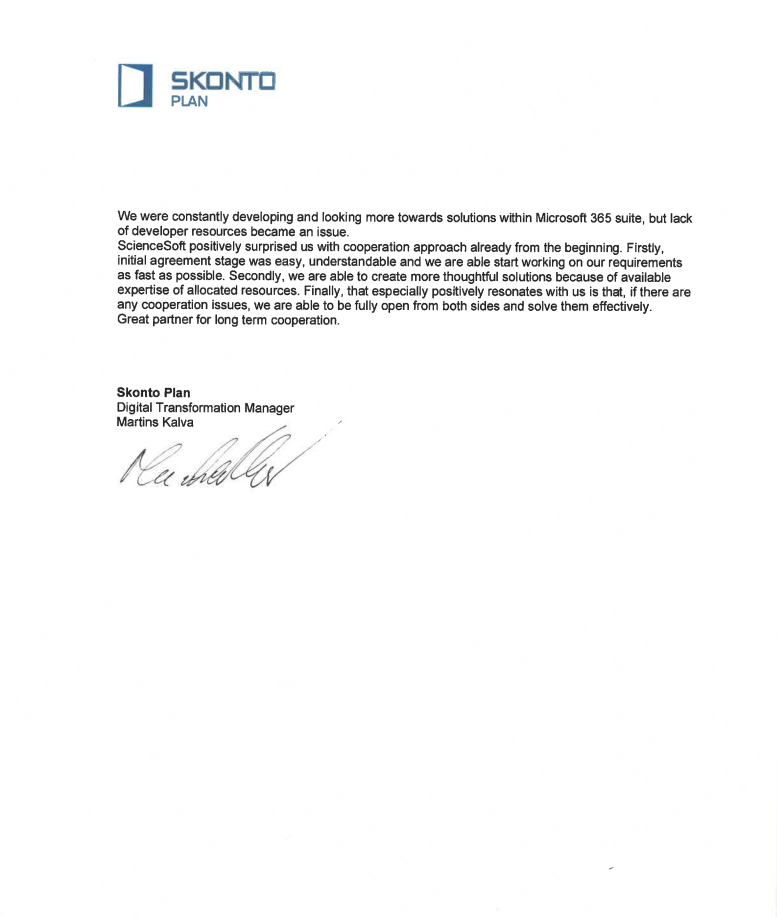 SKONTO
PLAN
We were constantly developing and looking more towards solutions within Microsoft 365 suite, but lack
of developer resources became an issue.
ScienceSoft positively surprised us with cooperation approach already from the beginning. Firstly,
initial agreement stage was easy, understandable and we are able start working on our requirements
as fast as possible. Secondly, we are able to create more thoughtful solutions because of available
expertise of allocated resources. Finally, that especially positively resonates with us is that, if there are
any cooperation issues, we are able to be fully open from both sides and solve them effectively.
Great partner for long term cooperation.
Skonto Plan
Digital Transformation Manager
Martins Kalva